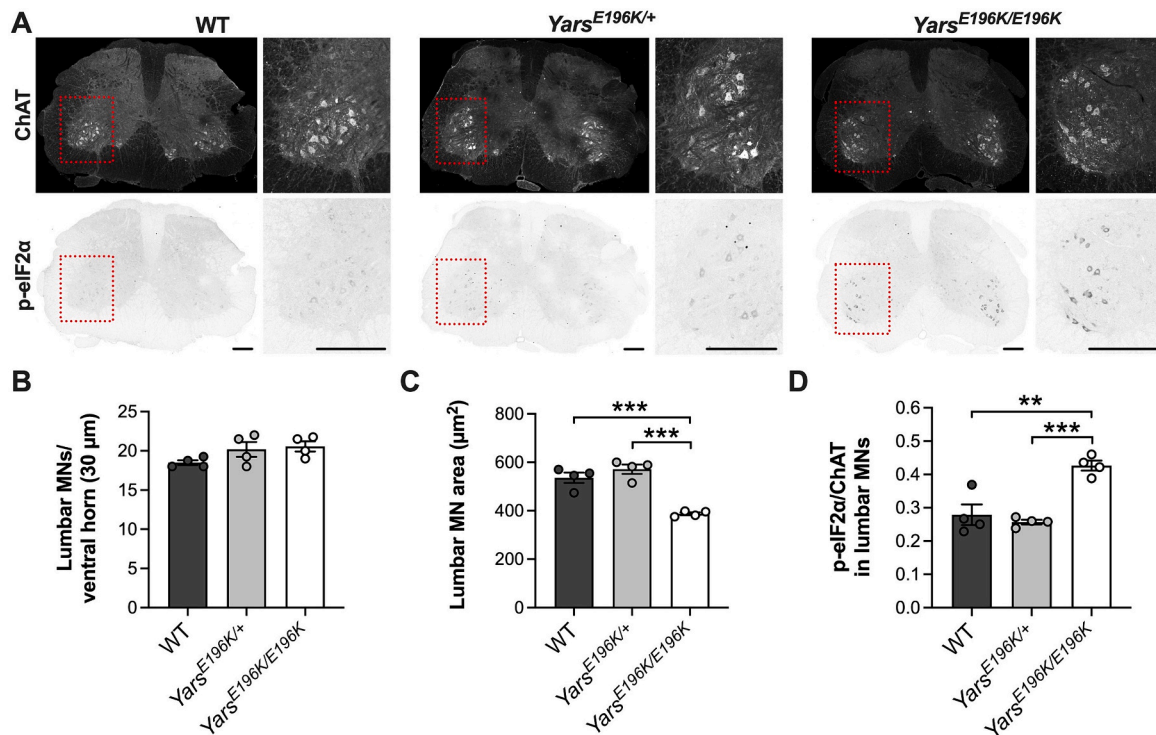 A
WT
Yars^E196K/+
Yars^E196K/E196K
ChAT
p-eIF2α
B
Lumbar MNs/
ventral horn (30 μm)
25
20
15
10
5
0
WT
Yars^E196K/+
Yars^E196K/E196K
C
Lumbar MN area (μm²)
800
600
400
200
0
***
***
WT
Yars^E196K/+
Yars^E196K/E196K
D
p-eIF2α/ChAT
in lumbar MNs
0.6
0.5
0.4
0.3
0.2
0.1
0.0
**
***
WT
Yars^E196K/+
Yars^E196K/E196K